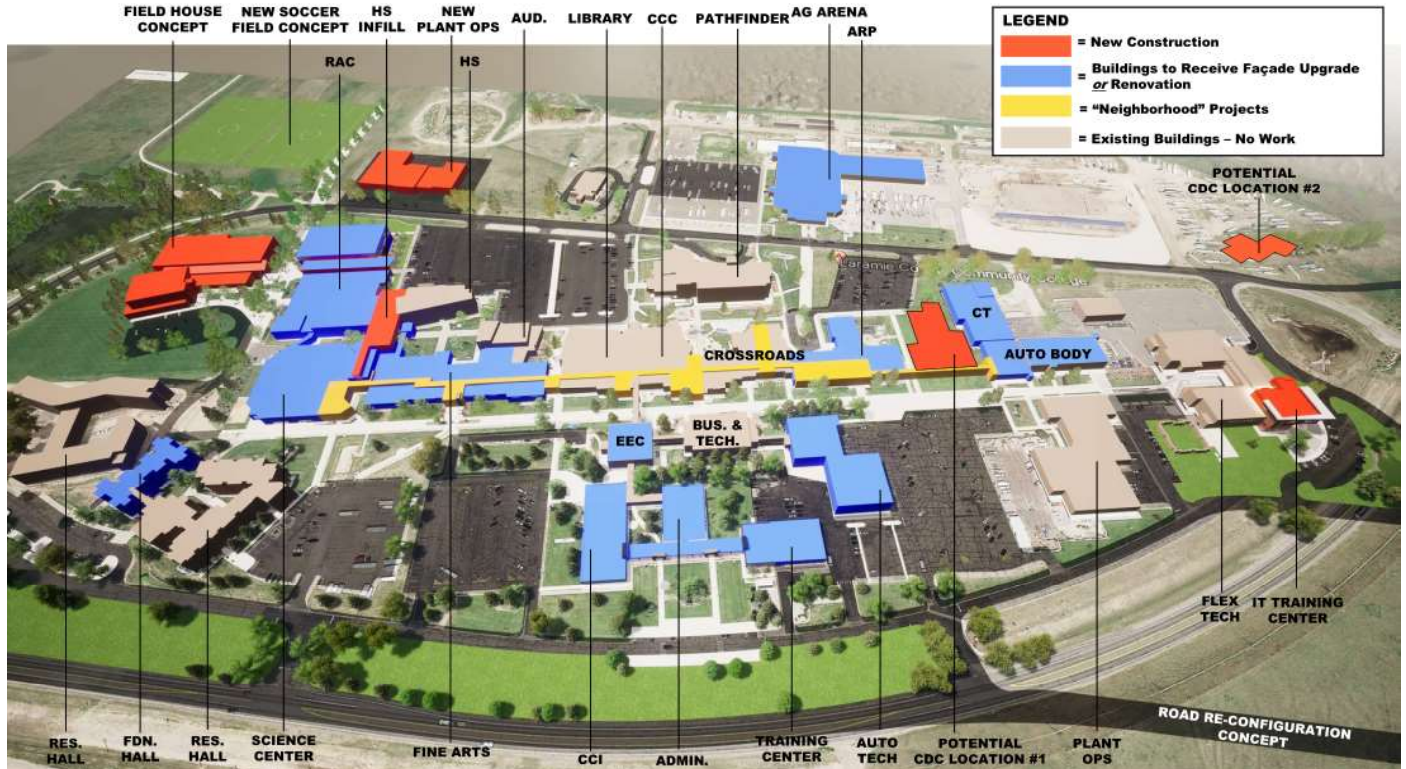 FIELD HOUSE
CONCEPT
NEW SOCCER
FIELD CONCEPT
HS
INFILL
NEW
PLANT OPS
AUD.
LIBRARY
CCC
PATHFINDER
AG ARENA
ARP
RAC
HS
LEGEND
= New Construction
= Buildings to Receive Façade Upgrade
or Renovation
= “Neighborhood” Projects
= Existing Buildings – No Work
POTENTIAL
CDC LOCATION #2
CT
CROSSROADS
AUTO BODY
EEC
BUS. &
TECH.
FLEX
TECH
IT TRAINING
CENTER
ROAD RE-CONFIGURATION
CONCEPT
RES.
HALL
FDN.
HALL
RES.
HALL
SCIENCE
CENTER
FINE ARTS
CCI
ADMIN.
TRAINING
CENTER
AUTO
TECH
POTENTIAL
CDC LOCATION #1
PLANT
OPS